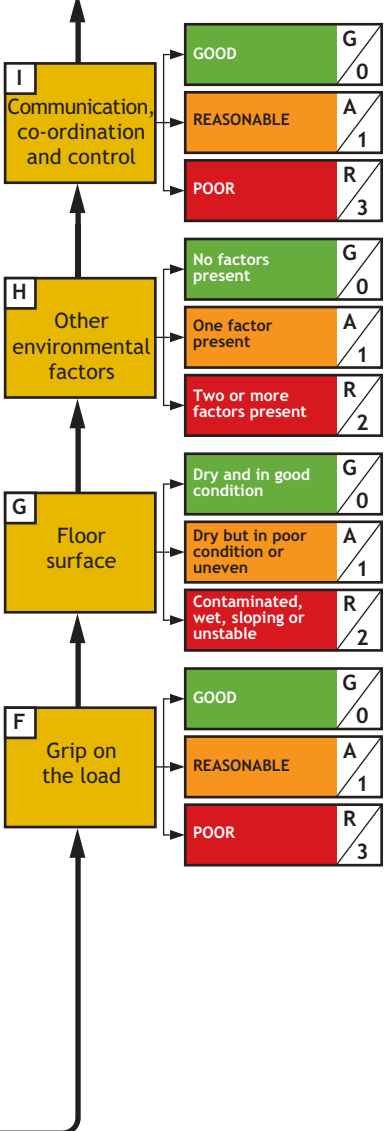 I
Communication,
co-ordination
and control
GOOD
G
0
REASONABLE
A
1
POOR
R
3
H
Other
environmental
factors
No factors
present
G
0
One factor
present
A
1
Two or more
factors present
R
2
G
Floor
surface
Dry and in good
condition
G
0
Dry but in poor
condition or
uneven
A
1
Contaminated,
wet, sloping or
unstable
R
2
F
Grip on
the load
GOOD
G
0
REASONABLE
A
1
POOR
R
3